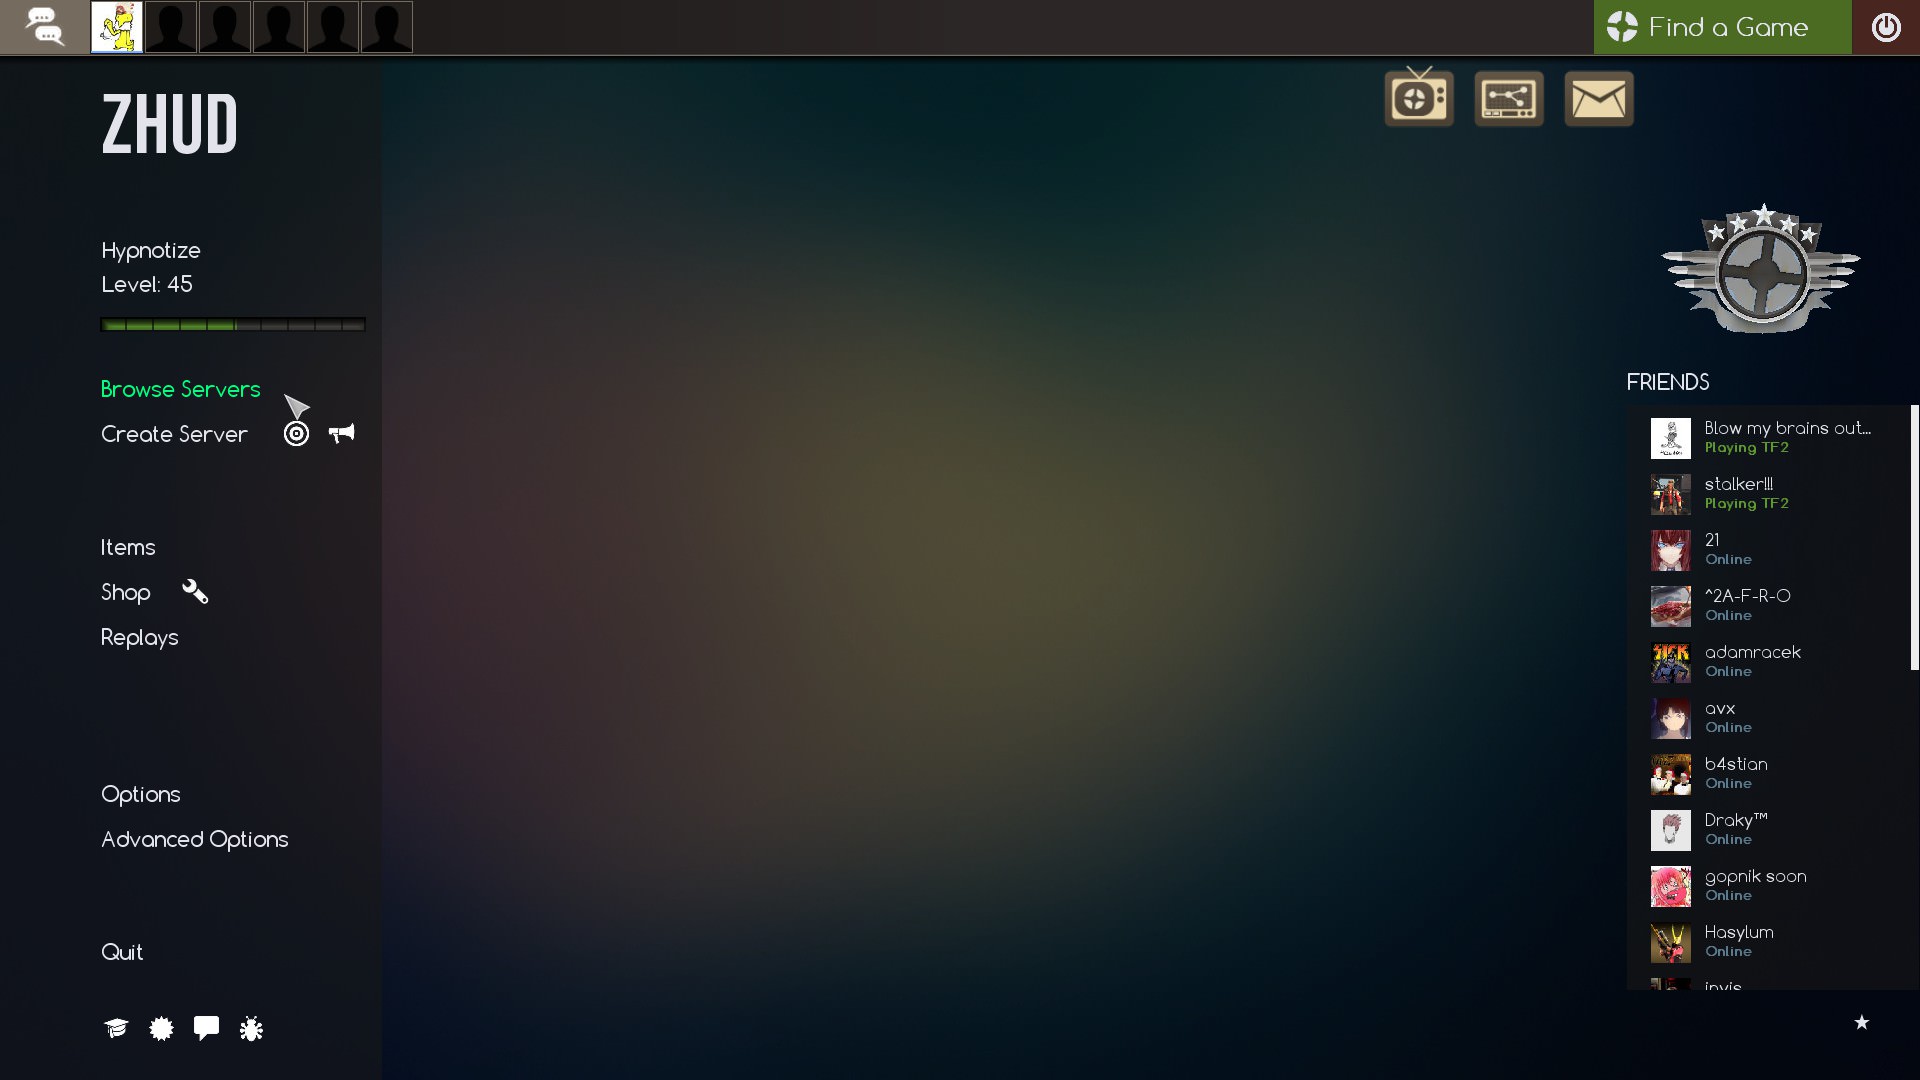 Find a Game
ZHUD
Hypnotize
Level: 45
Browse Servers
Create Server
Items
Shop
Replays
Options
Advanced Options
Quit
FRIENDS
Blow my brains out...
Playing TF2
stalker!!!
Playing TF2
21
Online
^2A-F-R-O
Online
adamracek
Online
avx
Online
b4stian
Online
Draky™
Online
gopnik soon
Online
Hasylum
Online
invis